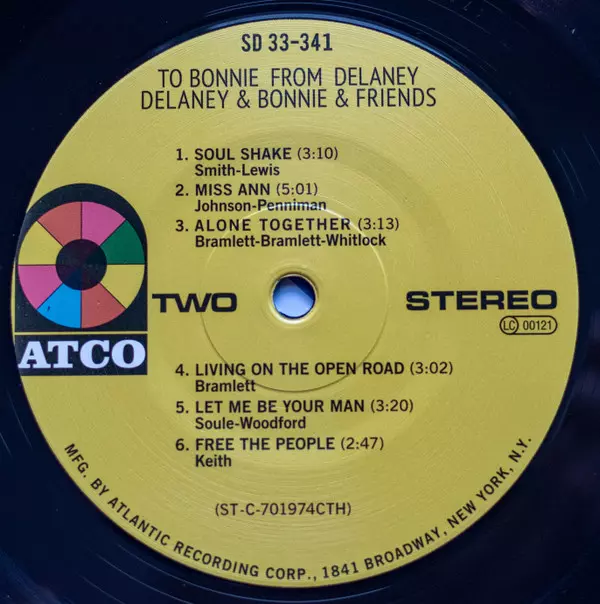 SD 33-341
TO BONNIE FROM DELANEY
DELANEY & BONNIE & FRIENDS
1. SOUL SHAKE (3:10)
Smith-Lewis
2. MISS ANN (5:01)
Johnson-Penniman
3. ALONE TOGETHER (3:13)
Bramlett-Bramlett-Whitlock
TWO
STEREO
LC 00121
ATCO
4. LIVING ON THE OPEN ROAD (3:02)
Bramlett
5. LET ME BE YOUR MAN (3:20)
Soule-Woodford
6. FREE THE PEOPLE (2:47)
Keith
(ST-C-701974CTH)
MFG. BY ATLANTIC RECORDING CORP., 1841 BROADWAY, NEW YORK, N.Y.